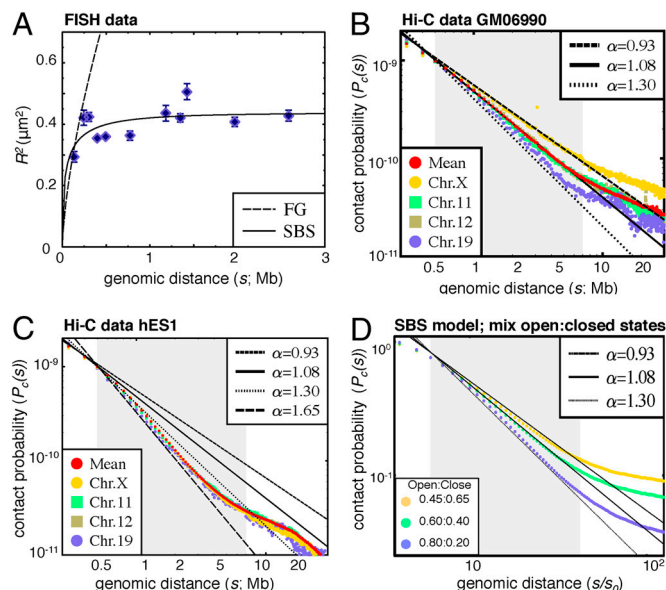 A
FISH data
R² (μm²)
0.6
0.4
0.2
0
0
1
2
3
genomic distance (s; Mb)
FG
SBS
B
Hi-C data GM06990
contact probability (Pc(s))
10-9
10-10
10-11
α=0.93
α=1.08
α=1.30
Mean
Chr.X
Chr.11
Chr.12
Chr.19
0.5
1
2
5
10
20
genomic distance (s: Mb)
C
Hi-C data hES1
contact probability (Pc(s))
10-9
10-10
10-11
α=0.93
α=1.08
α=1.30
α=1.65
Mean
Chr.X
Chr.11
Chr.12
Chr.19
0.5
1
2
5
10
20
genomic distance (s; Mb)
D
SBS model; mix open:closed states
contact probability (Pc(s))
10⁰
10-1
α=0.93
α=1.08
α=1.30
Open:Close
0.45:0.65
0.60:0.40
0.80:0.20
10
10²
genomic distance (s/s₀)